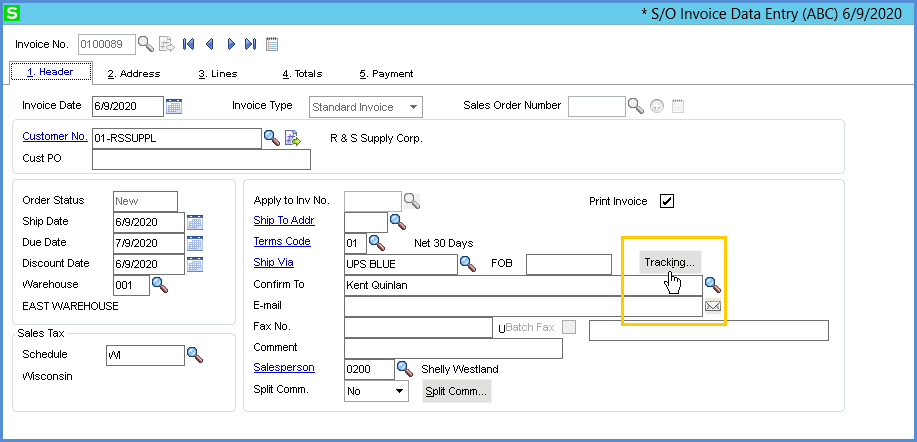 S * S/O Invoice Data Entry (ABC) 6/9/2020
Invoice No. 0100089
1. Header 2. Address 3. Lines 4. Totals 5. Payment
Invoice Date 6/9/2020 Invoice Type Standard Invoice Sales Order Number
Customer No. 01-RSSUPPL R & S Supply Corp.
Cust PO
Order Status New
Ship Date 6/9/2020
Due Date 7/9/2020
Discount Date 6/9/2020
Warehouse 001
EAST WAREHOUSE
Sales Tax
Schedule WI
Wisconsin
Apply to Inv No. Print Invoice
Ship To Addr
Terms Code 01 Net 30 Days
Ship Via UPS BLUE FOB Tracking...
Confirm To Kent Quinlan
E-mail
Fax No. U Batch Fax
Comment
Salesperson 0200 Shelly Westland
Split Comm. No Split Comm...